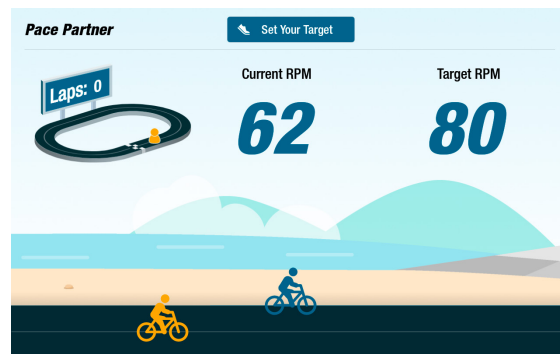 Pace Partner
Set Your Target
Laps: 0
Current RPM
Target RPM
62
80